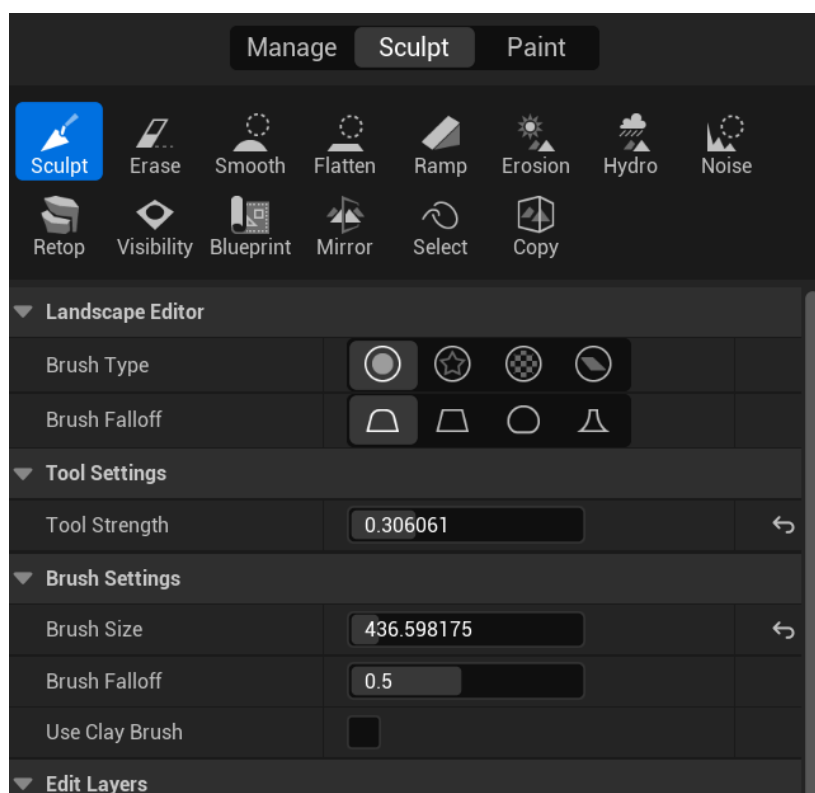 Manage Sculpt Paint
Sculpt Erase Smooth Flatten Ramp Erosion Hydro Noise
Retop Visibility Blueprint Mirror Select Copy
Landscape Editor
Brush Type
Brush Falloff
Tool Settings
Tool Strength 0.306061
Brush Settings
Brush Size 436.598175
Brush Falloff 0.5
Use Clay Brush
Edit Layers